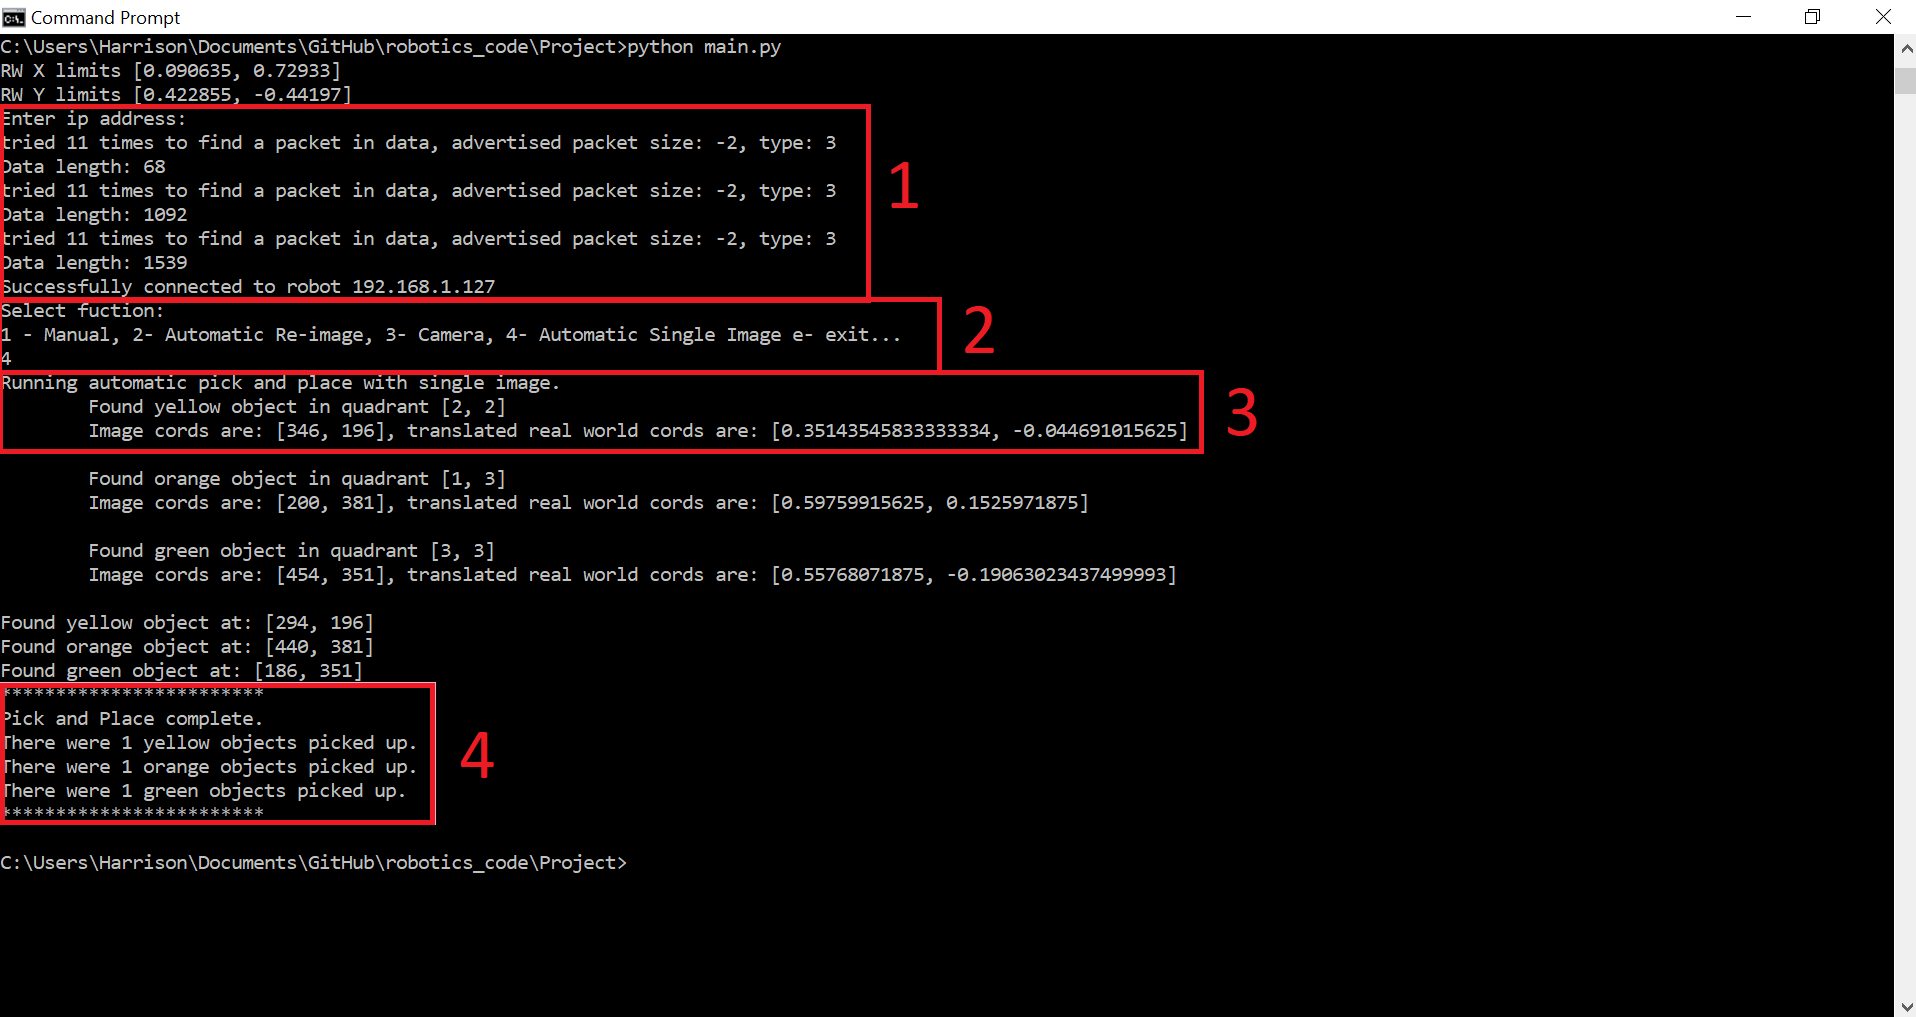 Command Prompt
C:\Users\Harrison\Documents\GitHub\robotics_code\Project>python main.py
RW X limits [0.090635, 0.72933]
RW Y limits [0.422855, -0.44197]
Enter ip address:
tried 11 times to find a packet in data, advertised packet size: -2, type: 3
Data length: 68
tried 11 times to find a packet in data, advertised packet size: -2, type: 3
1
Data length: 1092
tried 11 times to find a packet in data, advertised packet size: -2, type: 3
Data length: 1539
Successfully connected to robot 192.168.1.127
Select fuction:
1 - Manual, 2- Automatic Re-image, 3- Camera, 4- Automatic Single Image e- exit...
2
4
Running automatic pick and place with single image.
Found yellow object in quadrant [2, 2]
3
Image cords are: [346, 196], translated real world cords are: [0.35143545833333334, -0.044691015625]
Found orange object in quadrant [1, 3]
Image cords are: [200, 381], translated real world cords are: [0.59759915625, 0.1525971875]
Found green object in quadrant [3, 3]
Image cords are: [454, 351], translated real world cords are: [0.55768071875, -0.19063023437499993]
Found yellow object at: [294, 196]
Found orange object at: [440, 381]
Found green object at: [186, 351]
************************
Pick and Place complete.
There were 1 yellow objects picked up.
4
There were 1 orange objects picked up.
There were 1 green objects picked up.
************************
C:\Users\Harrison\Documents\GitHub\robotics_code\Project>